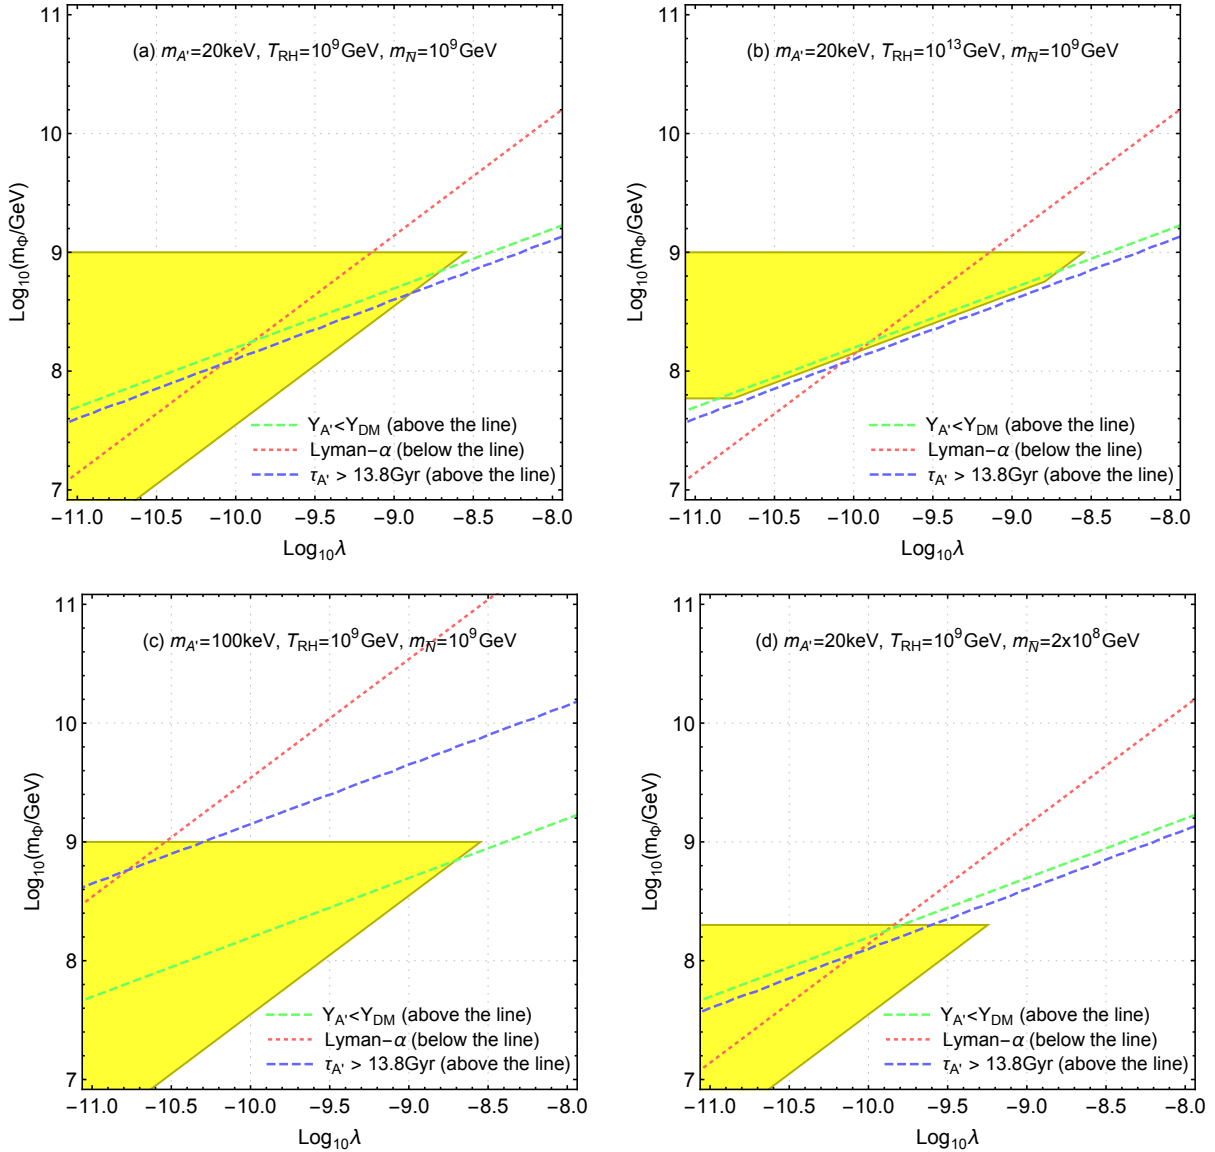 (a) m_A'=20keV, T_RH=10^9GeV, m_N̄=10^9GeV
Log₁₀(m_Φ/GeV)
11
10
9
8
7
Y_A'<Y_DM (above the line)
Lyman-α (below the line)
τ_A' > 13.8Gyr (above the line)
-11.0 -10.5 -10.0 -9.5 -9.0 -8.5 -8.0
Log₁₀λ
(b) m_A'=20keV, T_RH=10^13GeV, m_N̄=10^9GeV
Log₁₀(m_Φ/GeV)
11
10
9
8
7
Y_A'<Y_DM (above the line)
Lyman-α (below the line)
τ_A' > 13.8Gyr (above the line)
-11.0 -10.5 -10.0 -9.5 -9.0 -8.5 -8.0
Log₁₀λ
(c) m_A'=100keV, T_RH=10^9GeV, m_N̄=10^9GeV
Log₁₀(m_Φ/GeV)
11
10
9
8
7
Y_A'<Y_DM (above the line)
Lyman-α (below the line)
τ_A' > 13.8Gyr (above the line)
-11.0 -10.5 -10.0 -9.5 -9.0 -8.5 -8.0
Log₁₀λ
(d) m_A'=20keV, T_RH=10^9GeV, m_N̄=2x10^8GeV
Log₁₀(m_Φ/GeV)
11
10
9
8
7
Y_A'<Y_DM (above the line)
Lyman-α (below the line)
τ_A' > 13.8Gyr (above the line)
-11.0 -10.5 -10.0 -9.5 -9.0 -8.5 -8.0
Log₁₀λ